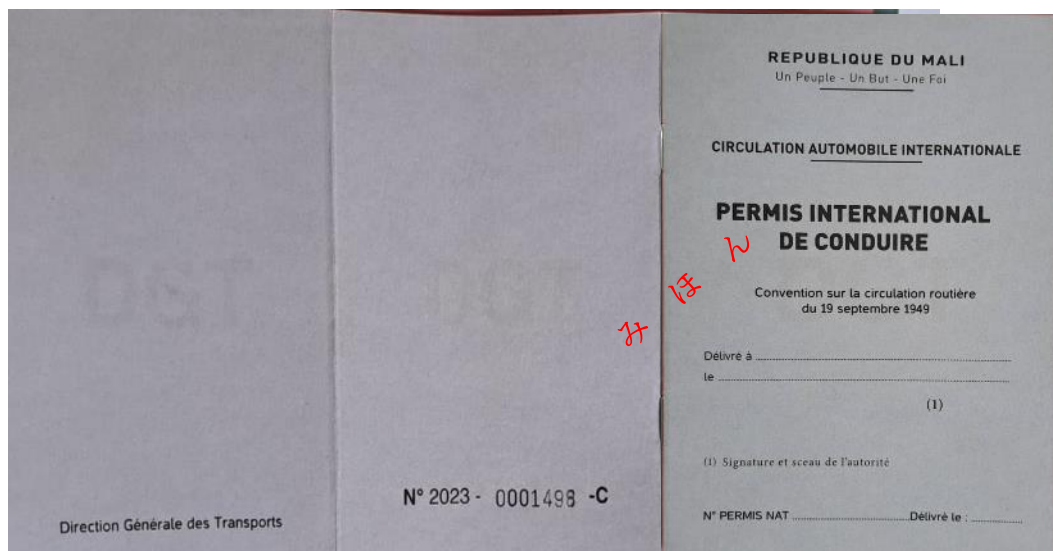 Direction Générale des Transports
N° 2023 - 0001498 -C
REPUBLIQUE DU MALI
Un Peuple - Un But - Une Foi
CIRCULATION AUTOMOBILE INTERNATIONALE
PERMIS INTERNATIONAL
DE CONDUIRE
みほん
Convention sur la circulation routière
du 19 septembre 1949
Délivré à
le
(1)
(1) Signature et sceau de l'autorité
N° PERMIS NAT Délivré le :